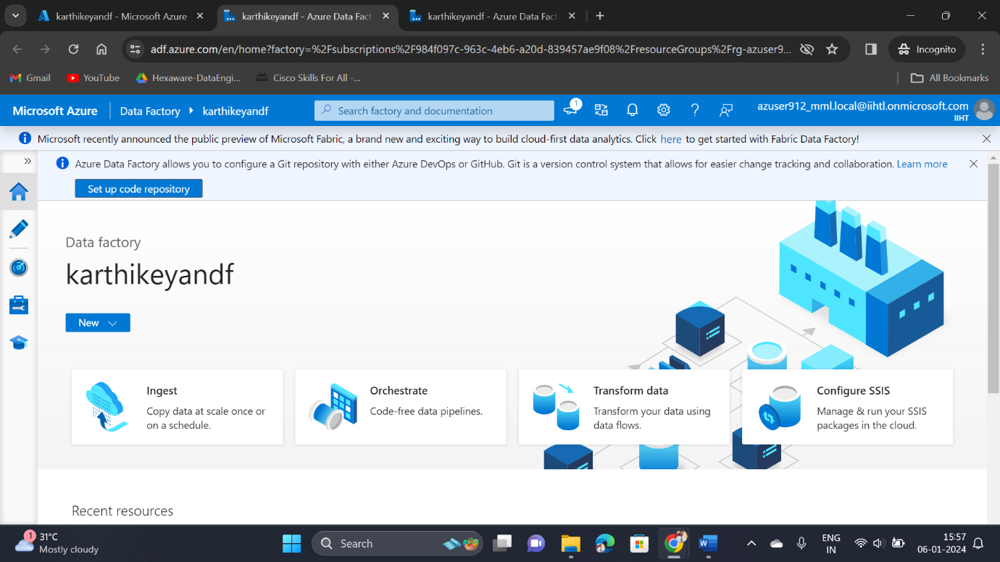 karthikeyandf - Microsoft Azure
karthikeyandf - Azure Data Fact
karthikeyandf - Azure Data Fact
adf.azure.com/en/home?factory=%2Fsubscriptions%2F984f097c-963c-4eb6-a20d-839457ae9f08%2FresourceGroups%2Frg-azuser9...
Incognito
Gmail
YouTube
Hexaware-DataEngi...
Cisco Skills For All -...
All Bookmarks
Microsoft Azure
Data Factory
karthikeyandf
Search factory and documentation
1
azuser912_mml.local@iihtl.onmicrosoft.com
IIHT
Microsoft recently announced the public preview of Microsoft Fabric, a brand new and exciting way to build cloud-first data analytics. Click here to get started with Fabric Data Factory!
Azure Data Factory allows you to configure a Git repository with either Azure DevOps or GitHub. Git is a version control system that allows for easier change tracking and collaboration. Learn more
Set up code repository
Data factory
karthikeyandf
New
Ingest
Copy data at scale once or
on a schedule.
Orchestrate
Code-free data pipelines.
Transform data
Transform your data using
data flows.
Configure SSIS
Manage & run your SSIS
packages in the cloud.
Recent resources
1
31°C
Mostly cloudy
Search
ENG
IN
15:57
06-01-2024